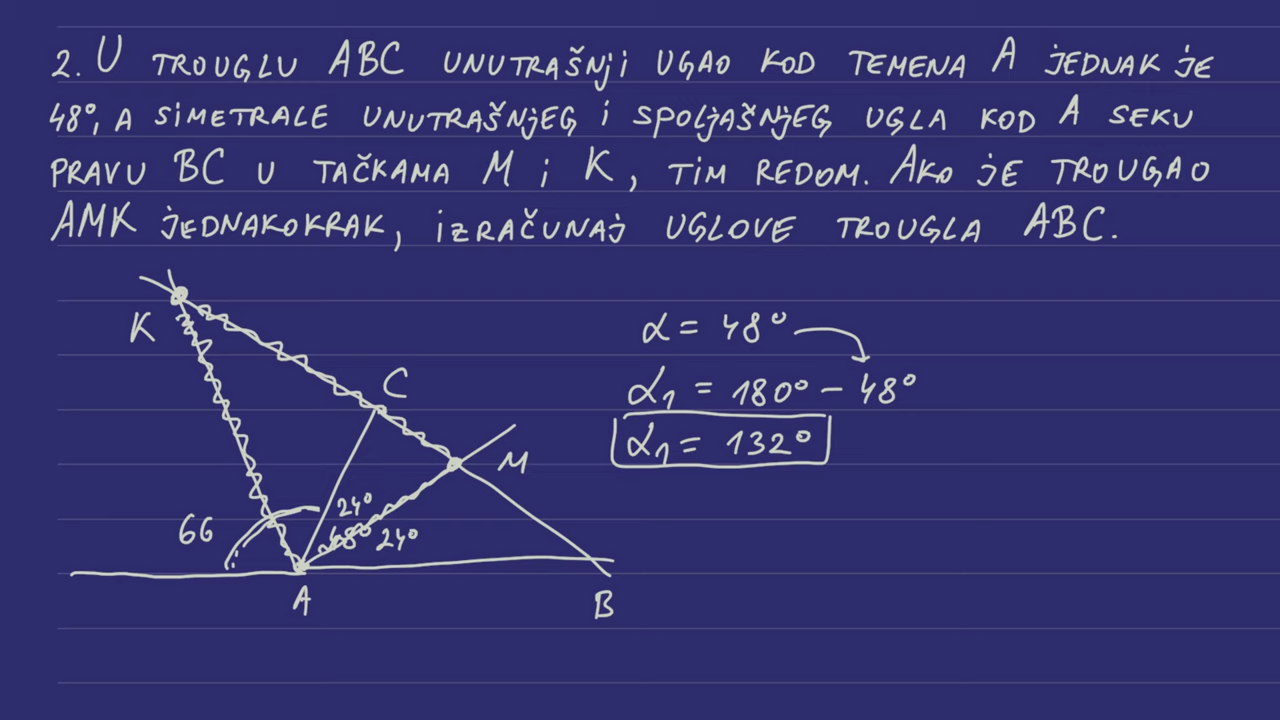 2. U TROUGLU ABC UNUTRAŠNJI UGAO KOD TEMENA A JEDNAK JE
48°, A SIMETRALE UNUTRAŠNJEG I SPOLJAŠNJEG UGLA KOD A SEKU
PRAVU BC U TAČKAMA M I K, TIM REDOM. AKO JE TROUGAO
AMK JEDNAKOKRAK, IZRAČUNAJ UGLOVE TROUGLA ABC.
K
C
M
66
24°
48°
24°
A
B
α = 48°
α₁ = 180° - 48°
α₁ = 132°